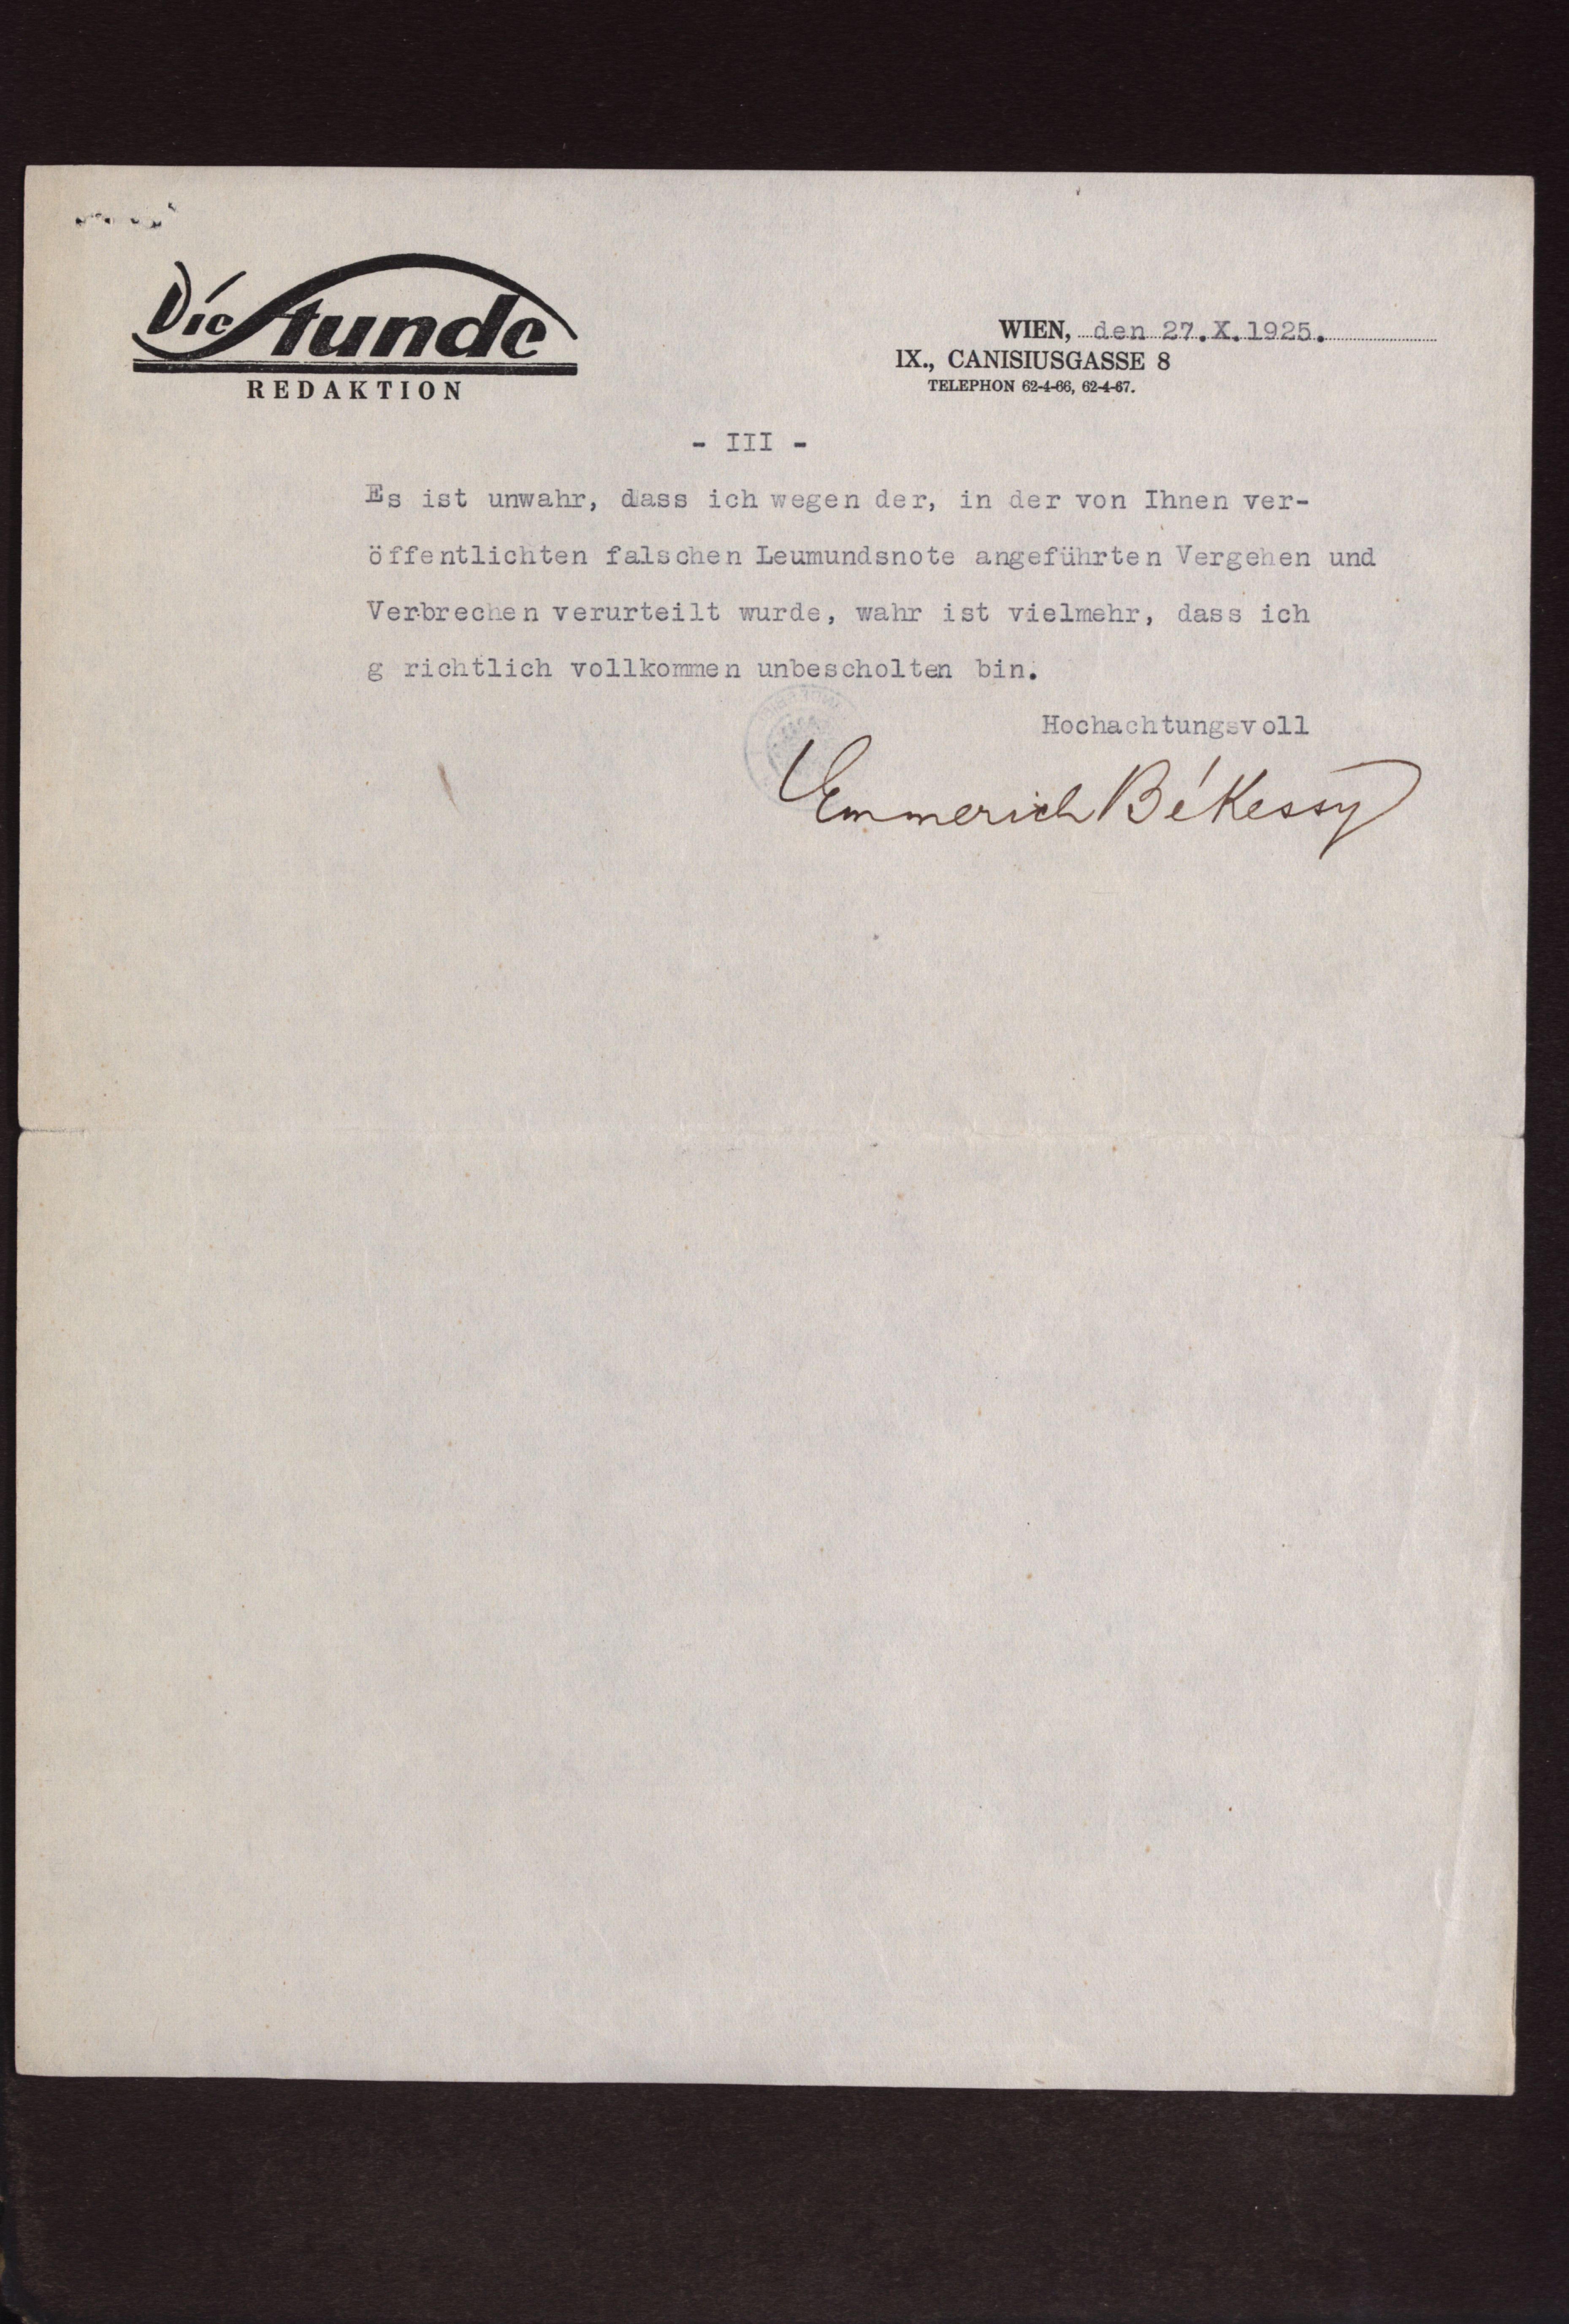 Die Stunde
REDAKTION
WIEN, den 27.X.1925.
IX., CANISIUSGASSE 8
TELEPHON 62-4-66, 62-4-67.
- III -
Es ist unwahr, dass ich wegen der, in der von Ihnen ver-
öffentlichten falschen Leumundsnote angeführten Vergehen und
Verbrechen verurteilt wurde, wahr ist vielmehr, dass ich
g richtlich vollkommen unbescholten bin.
Hochachtungsvoll
Emmerich Békessy